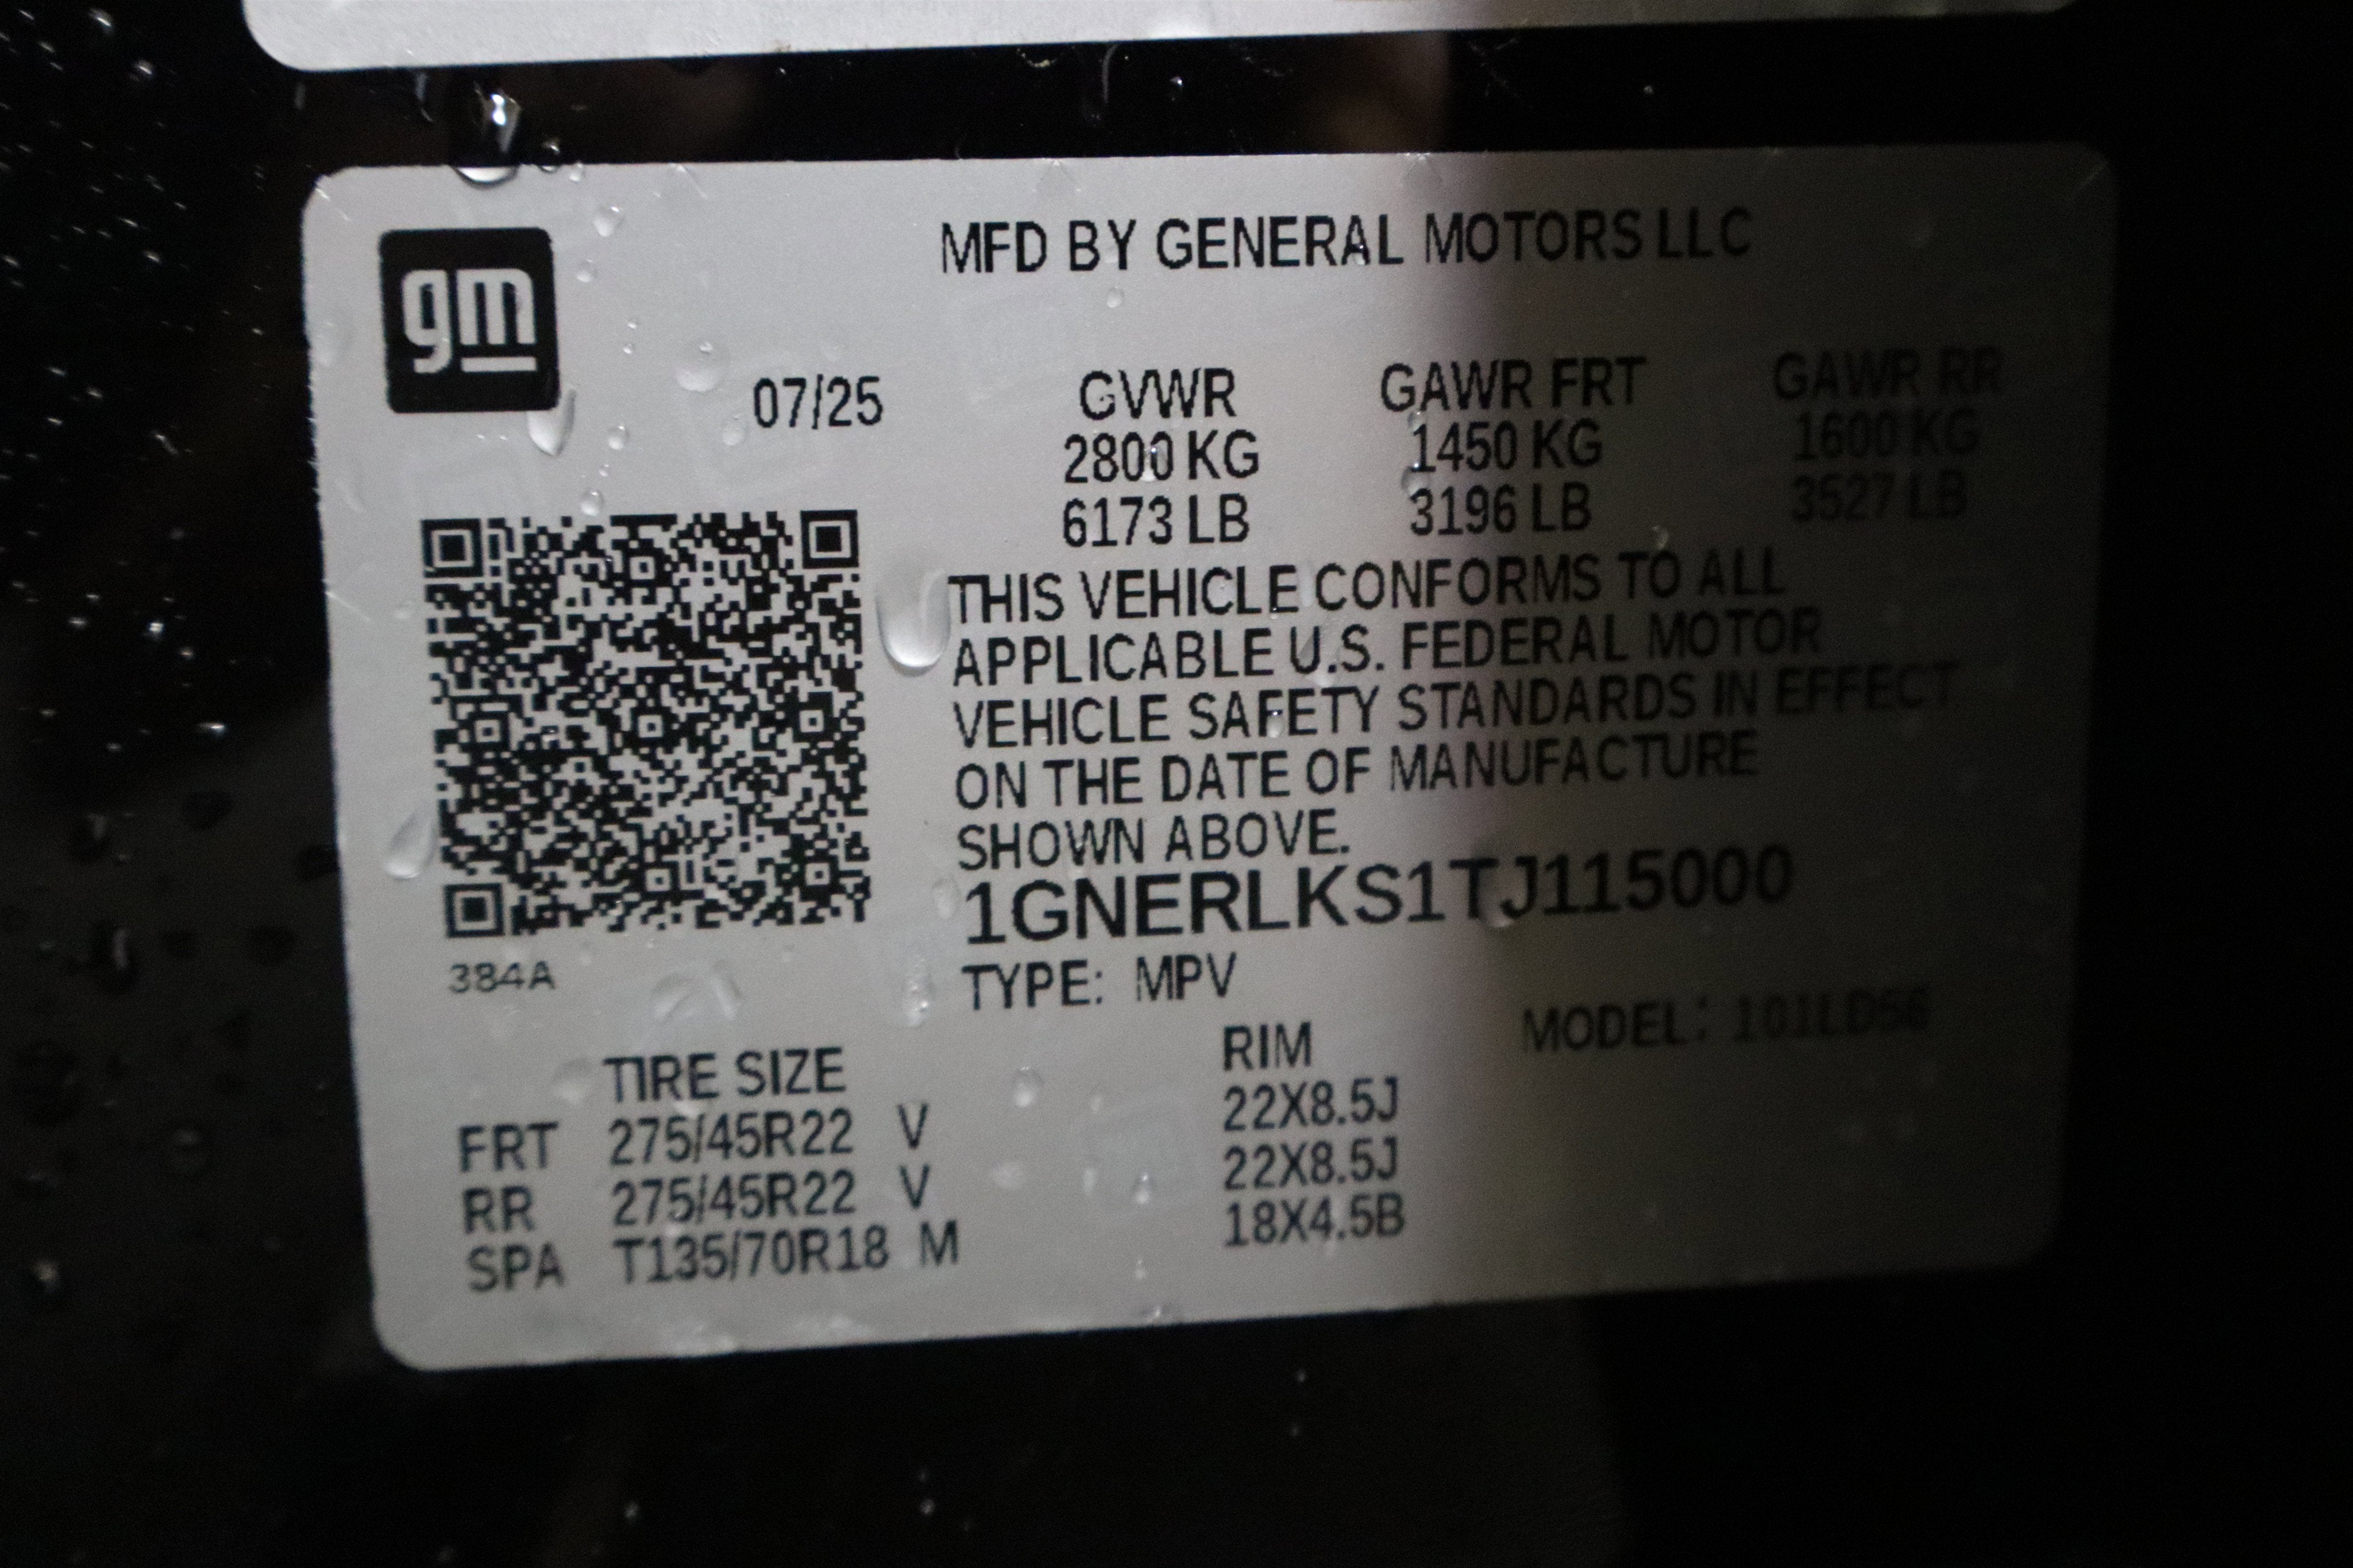 gm
MFD BY GENERAL MOTORS LLC
07/25
GVWR GAWR FRT GAWR RR
2800 KG 1450 KG 1600 KG
6173 LB 3196 LB 3527 LB
THIS VEHICLE CONFORMS TO ALL
APPLICABLE U.S. FEDERAL MOTOR
VEHICLE SAFETY STANDARDS IN EFFECT
ON THE DATE OF MANUFACTURE
SHOWN ABOVE.
1GNERLKS1TJ115000
384A
TYPE: MPV MODEL: 101LD56
TIRE SIZE RIM
FRT 275/45R22 V 22X8.5J
RR 275/45R22 V 22X8.5J
SPA T135/70R18 M 18X4.5B